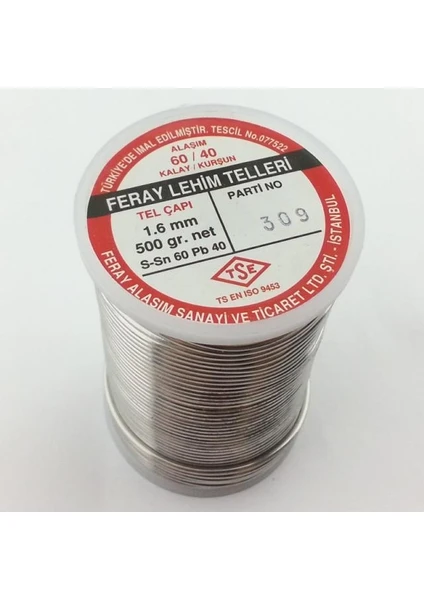 TÜRKİYE'DE İMAL EDİLMİŞTİR. TESCİL No.077522
ALAŞIM
60 / 40
KALAY / KURŞUN
FERAY LEHİM TELLERİ
TEL ÇAPI
1.6 mm
500 gr. net
S-Sn 60 Pb 40
PARTİ NO
309
TSE
TS EN ISO 9453
FERAY ALAŞIM SANAYİ VE TİCARET LTD. ŞTİ. - İSTANBUL